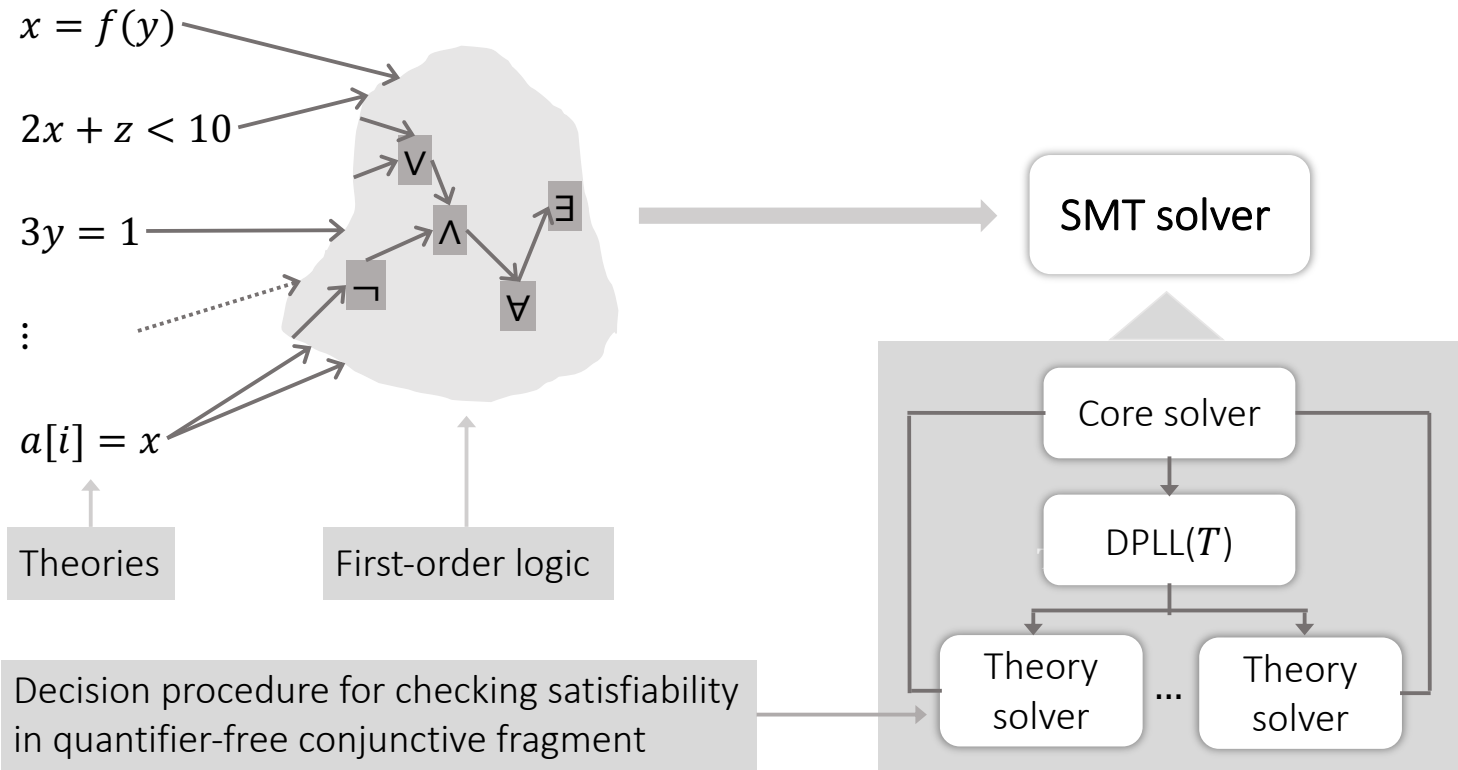 x = f(y)
2x + z < 10
3y = 1
⋮
a[i] = x
∨
∧
¬
∀
∃
Theories
First-order logic
SMT solver
Core solver
DPLL(T)
Theory
solver
...
Theory
solver
Decision procedure for checking satisfiability
in quantifier-free conjunctive fragment